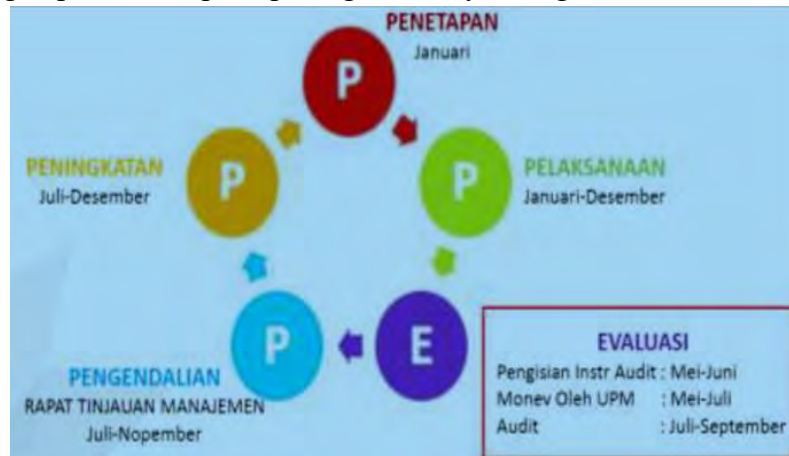 PENETAPAN
Januari
P
P
PELAKSANAAN
Januari-Desember
E
EVALUASI
Pengisian Instr Audit : Mei-Juni
Monev Oleh UPM : Mei-Juli
Audit : Juli-September
P
PENGENDALIAN
RAPAT TINJAUAN MANAJEMEN
Juli-Nopember
P
PENINGKATAN
Juli-Desember